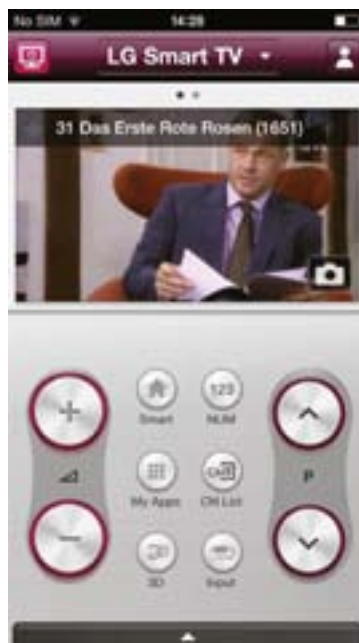 No SIM 14:28
LG Smart TV
31 Das Erste Rote Rosen (1651)
123
Smart NUM
P
My Apps CH List
3D Input